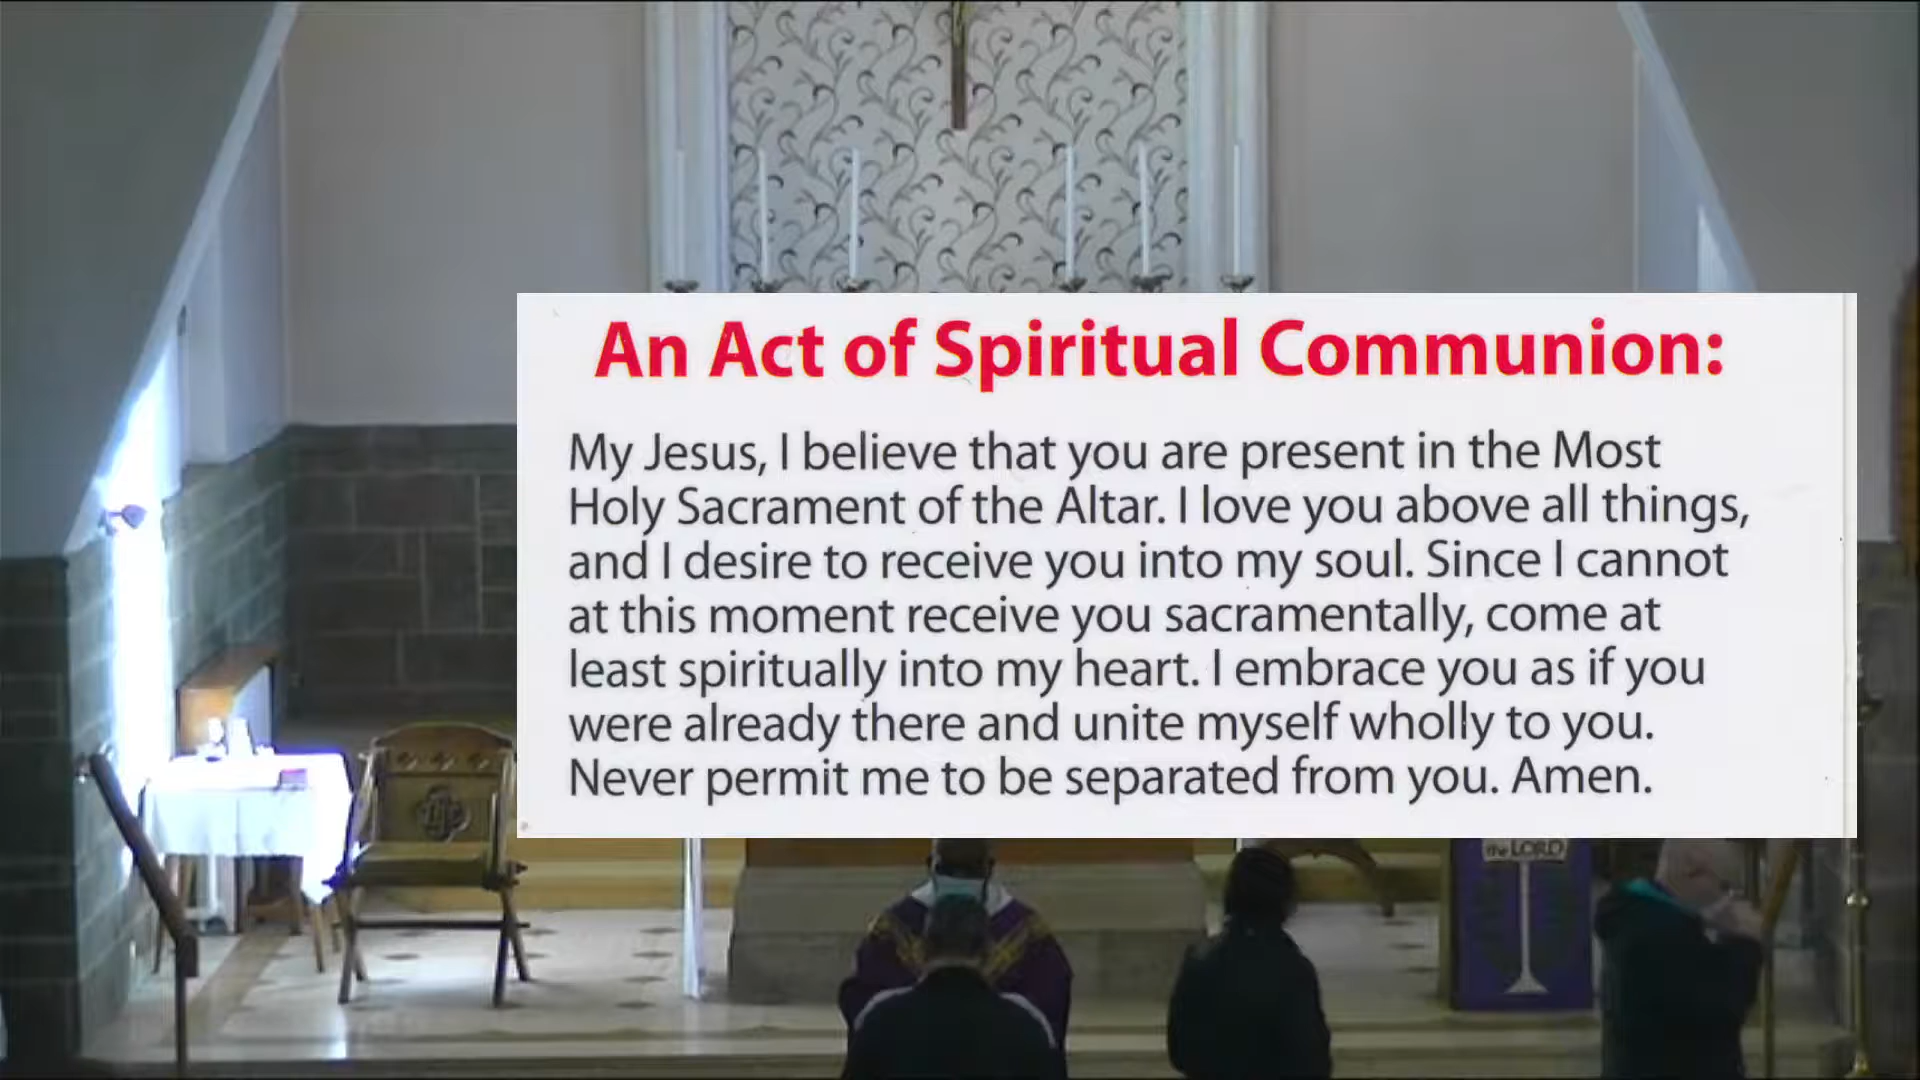 An Act of Spiritual Communion:
My Jesus, I believe that you are present in the Most
Holy Sacrament of the Altar. I love you above all things,
and I desire to receive you into my soul. Since I cannot
at this moment receive you sacramentally, come at
least spiritually into my heart. I embrace you as if you
were already there and unite myself wholly to you.
Never permit me to be separated from you. Amen.
the LORD